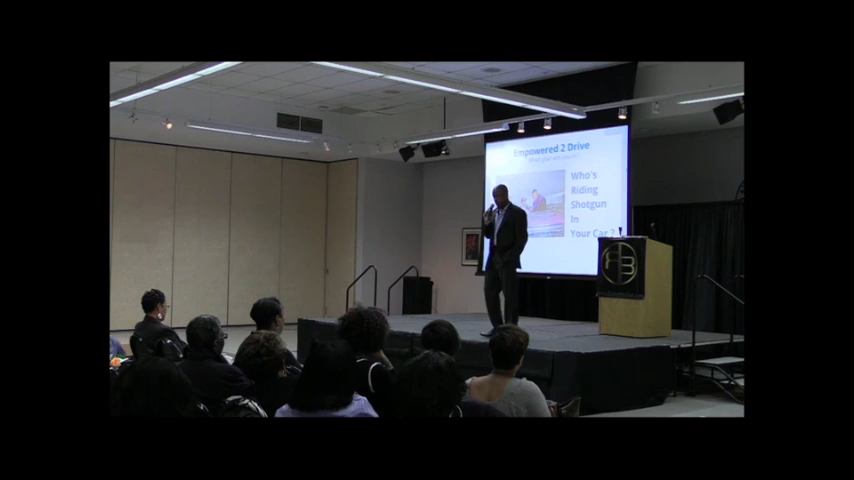 Empowered 2 Drive
Who's
Riding
Shotgun
In
Your Car ?